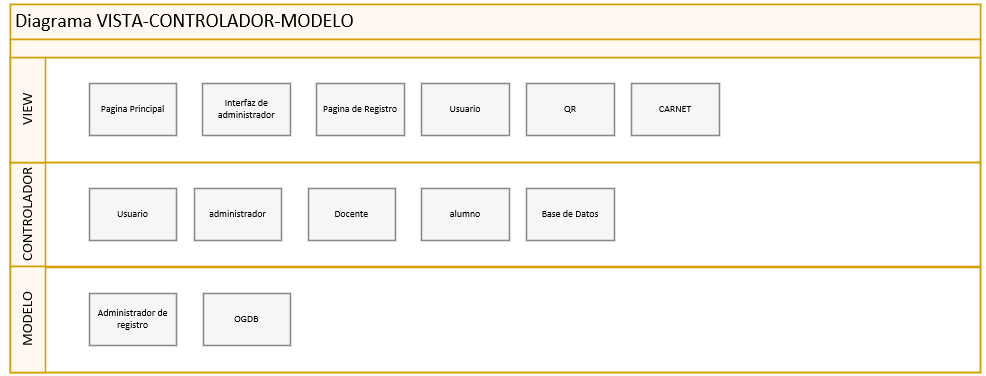 Diagrama VISTA-CONTROLADOR-MODELO
VIEW
Pagina Principal
Interfaz de
administrador
Pagina de Registro
Usuario
QR
CARNET
CONTROLADOR
Usuario
administrador
Docente
alumno
Base de Datos
MODELO
Administrador de
registro
OGDB